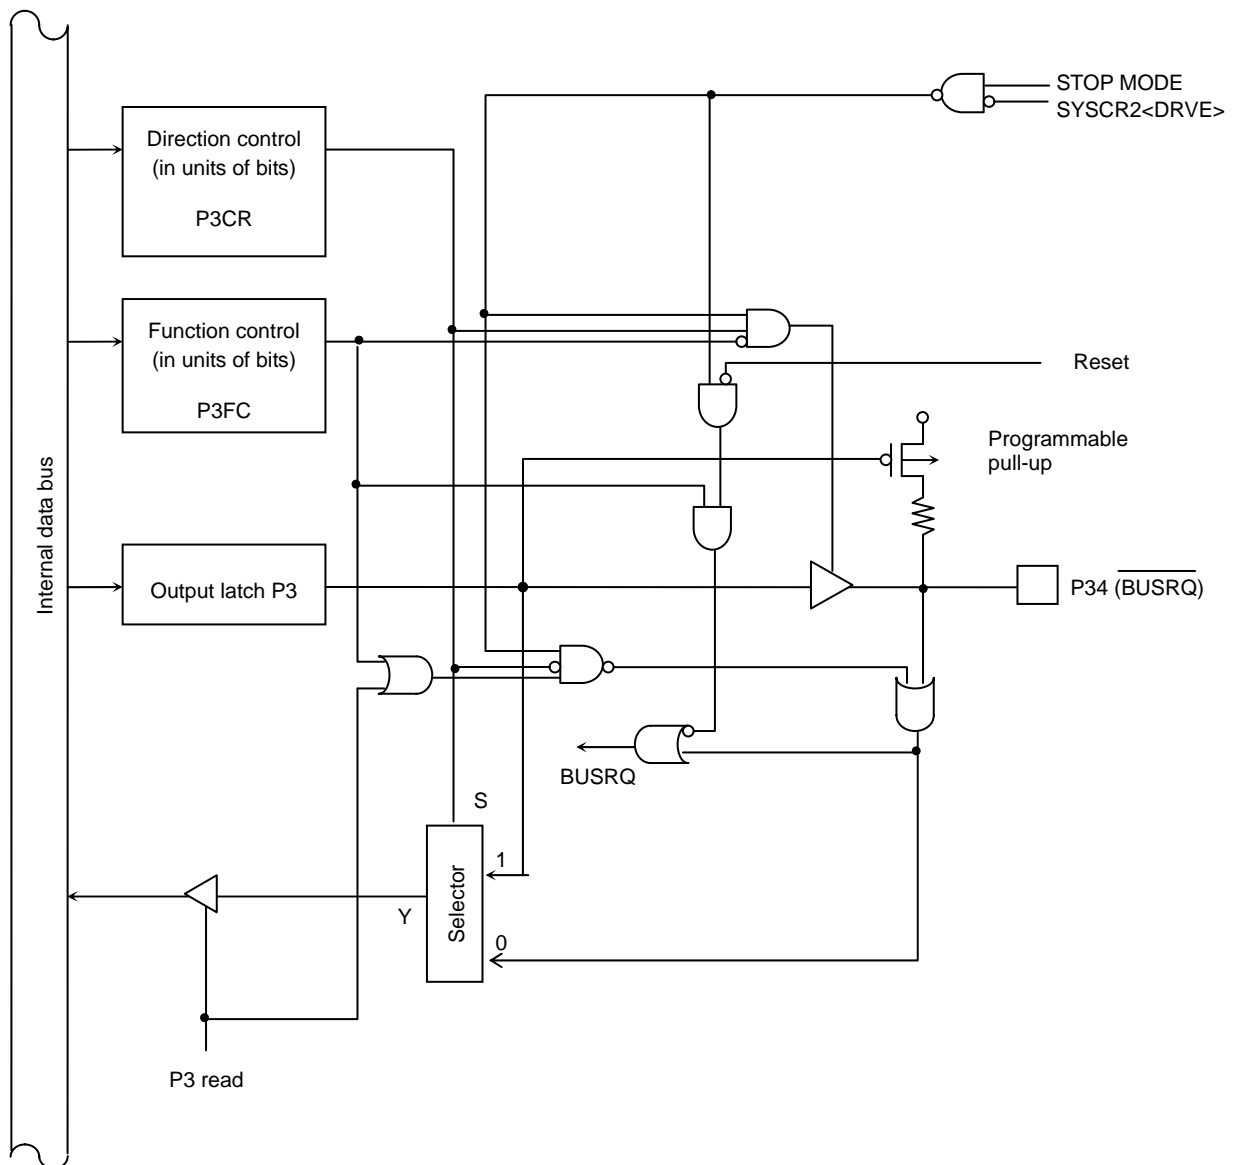 STOP MODE
SYSCR2<DRVE>
Direction control
(in units of bits)
P3CR
Function control
(in units of bits)
P3FC
Reset
Programmable
pull-up
Internal data bus
Output latch P3
P34 (BUSRQ)
BUSRQ
S
1
Selector
Y
0
P3 read